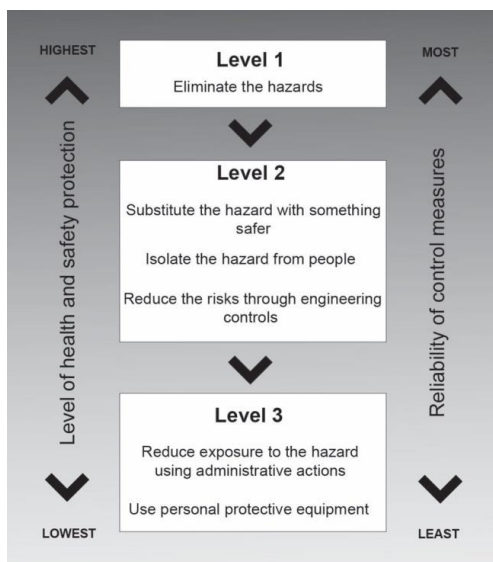 HIGHEST
MOST
Level 1
Eliminate the hazards
Level 2
Substitute the hazard with something
safer
Isolate the hazard from people
Reduce the risks through engineering
controls
Level 3
Reduce exposure to the hazard
using administrative actions
Use personal protective equipment
Level of health and safety protection
Reliability of control measures
LOWEST
LEAST